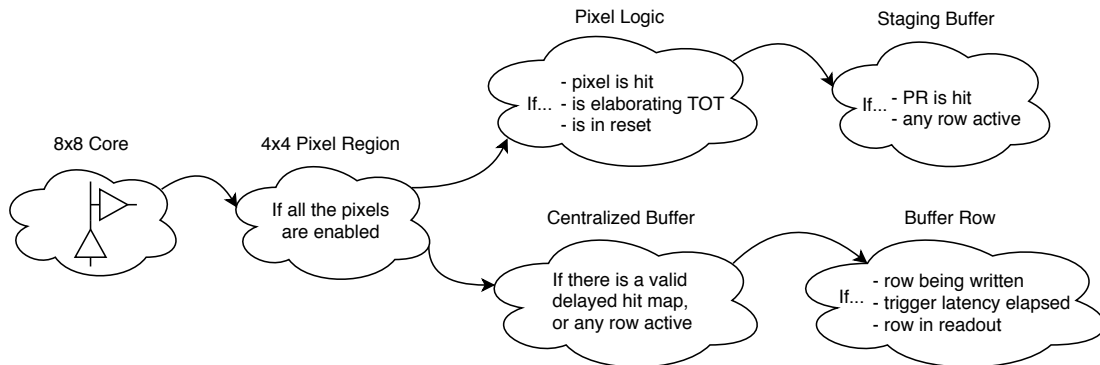 Pixel Logic
Staging Buffer
- pixel is hit
If... - is elaborating TOT
- is in reset
- PR is hit
If... - any row active
8x8 Core
4x4 Pixel Region
If all the pixels
are enabled
Centralized Buffer
Buffer Row
If there is a valid
delayed hit map,
or any row active
- row being written
If... - trigger latency elapsed
- row in readout